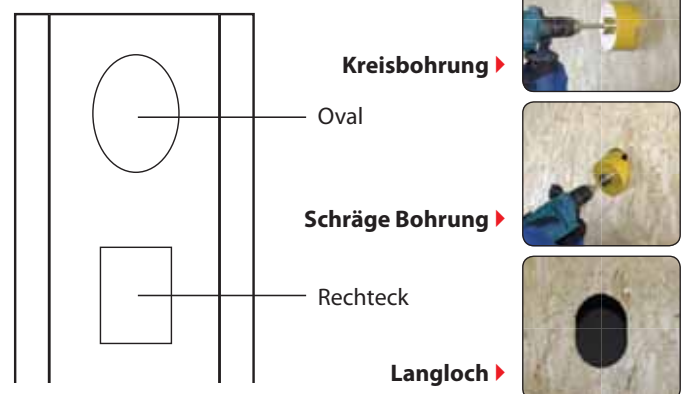 Kreisbohrung
Oval
Schräge Bohrung
Rechteck
Langloch